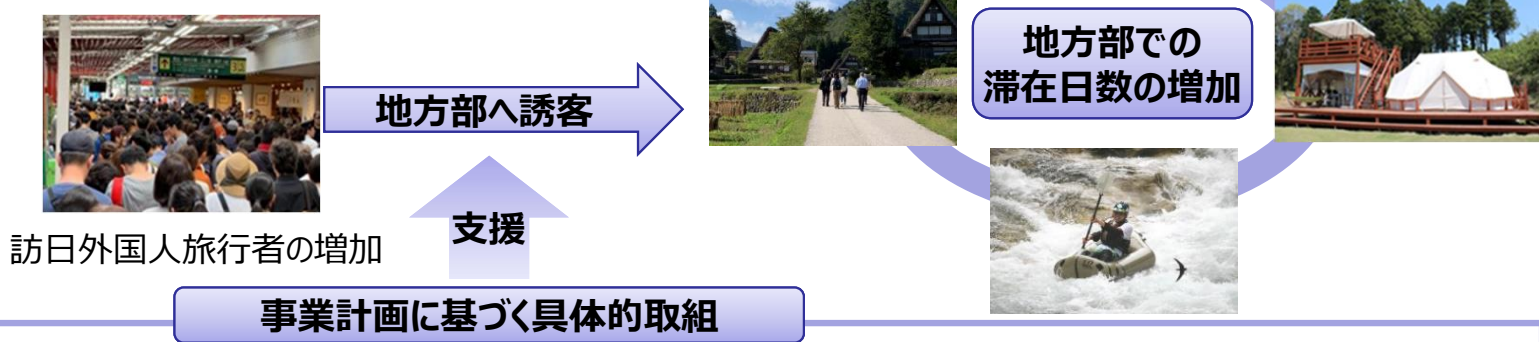 地方部での
滞在日数の増加
地方部へ誘客
支援
訪日外国人旅行者の増加
事業計画に基づく具体的取組